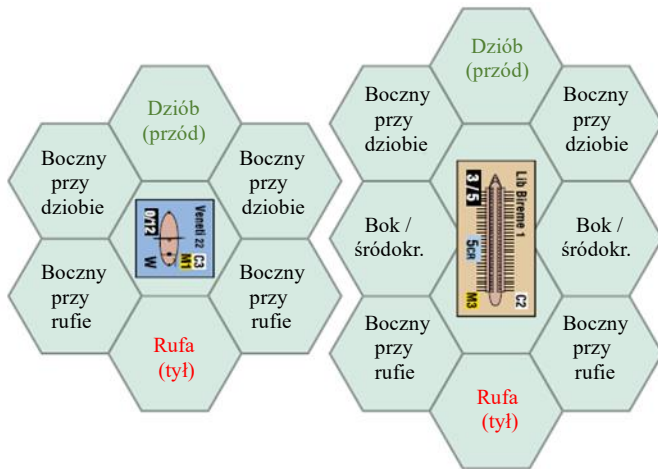 Dziób
(przód)
Boczny
przy
dziobie
Boczny
przy
dziobie
Veneti 22
C3
M1
0/12
W
Boczny
przy
rufie
Boczny
przy
rufie
Rufa
(tył)
Dziób
(przód)
Boczny
przy
dziobie
Boczny
przy
dziobie
Bok /
śródokr.
Lib Bireme 1
3/5
5CR
C2
M3
Bok /
śródokr.
Boczny
przy
rufie
Boczny
przy
rufie
Rufa
(tył)